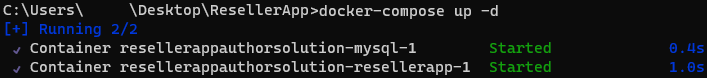 C:\Users\ \Desktop\ResellerApp>docker-compose up -d
[+] Running 2/2
✓ Container resellerappauthorsolution-mysql-1 Started 0.4s
✓ Container resellerappauthorsolution-resellerapp-1 Started 1.0s